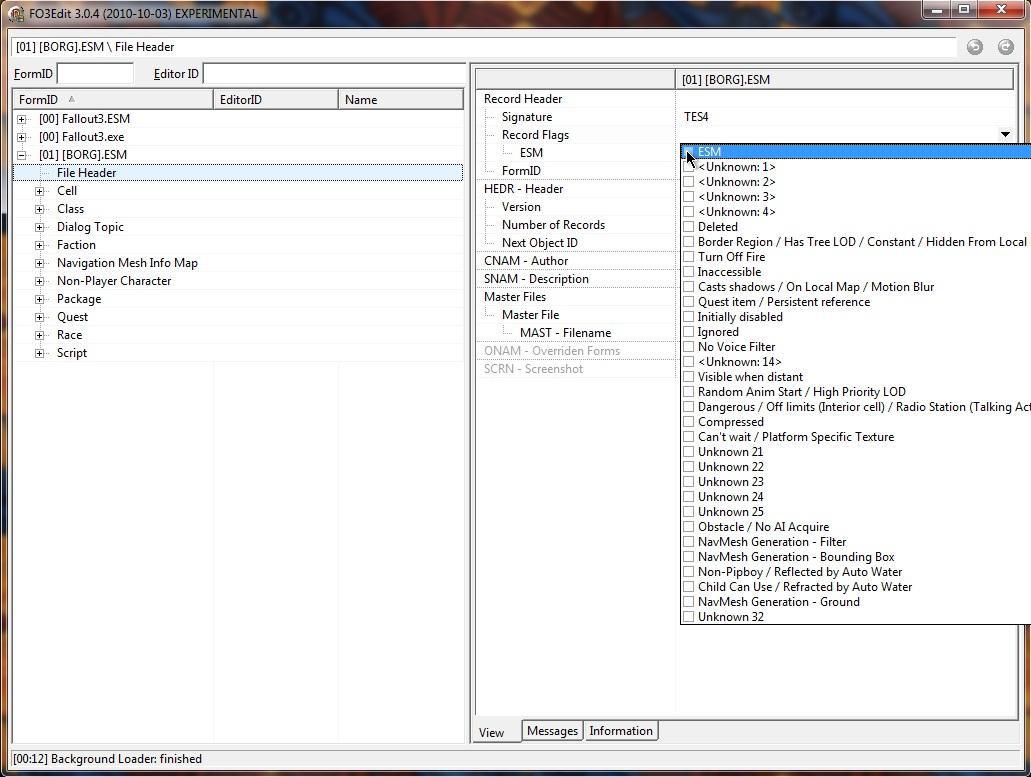 FO3Edit 3.0.4 (2010-10-03) EXPERIMENTAL
[01] [BORG].ESM \ File Header
FormID
Editor ID
FormID EditorID Name
[00] Fallout3.ESM
[00] Fallout3.exe
[01] [BORG].ESM
File Header
Cell
Class
Dialog Topic
Faction
Navigation Mesh Info Map
Non-Player Character
Package
Quest
Race
Script
[01] [BORG].ESM
Record Header
Signature TES4
Record Flags
ESM
FormID
HEDR - Header
Version
Number of Records
Next Object ID
CNAM - Author
SNAM - Description
Master Files
Master File
MAST - Filename
ONAM - Overriden Forms
SCRN - Screenshot
ESM
<Unknown: 1>
<Unknown: 2>
<Unknown: 3>
<Unknown: 4>
Deleted
Border Region / Has Tree LOD / Constant / Hidden From Local
Turn Off Fire
Inaccessible
Casts shadows / On Local Map / Motion Blur
Quest item / Persistent reference
Initially disabled
Ignored
No Voice Filter
<Unknown: 14>
Visible when distant
Random Anim Start / High Priority LOD
Dangerous / Off limits (Interior cell) / Radio Station (Talking Act
Compressed
Can't wait / Platform Specific Texture
Unknown 21
Unknown 22
Unknown 23
Unknown 24
Unknown 25
Obstacle / No AI Acquire
NavMesh Generation - Filter
NavMesh Generation - Bounding Box
Non-Pipboy / Reflected by Auto Water
Child Can Use / Refracted by Auto Water
NavMesh Generation - Ground
Unknown 32
View Messages Information
[00:12] Background Loader: finished